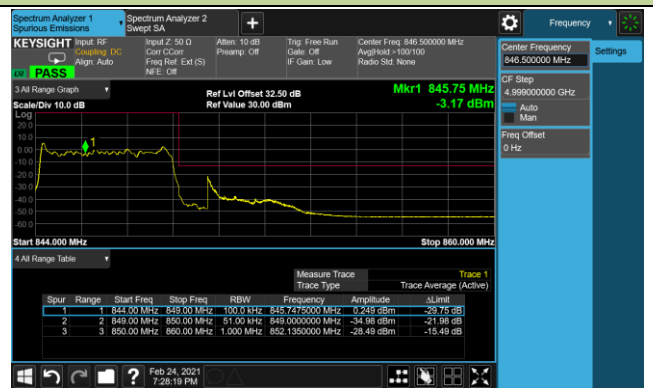 Spectrum Analyzer 1
Spurious Emissions
Spectrum Analyzer 2
Swept SA
Frequency
KEYSIGHT
Input: RF
Coupling: DC
Align: Auto
Input Z: 50 Ω
Corr CCorr
Freq Ref: Ext (S)
NFE: Off
Atten: 10 dB
Preamp: Off
Trig: Free Run
Gate: Off
IF Gain: Low
Center Freq: 846.500000 MHz
Avg|Hold:>100/100
Radio Std: None
PASS
Center Frequency
846.500000 MHz
Settings
CF Step
4.999000000 GHz
Auto
Man
Freq Offset
0 Hz
3 All Range Graph
Scale/Div 10.0 dB
Ref Lvl Offset 32.50 dB
Ref Value 30.00 dBm
Mkr1 845.75 MHz
-3.17 dBm
Log
20.0
10.0
0.00
-10.0
-20.0
-30.0
-40.0
-50.0
-60.0
1
Start 844.000 MHz
Stop 860.000 MHz
4 All Range Table
Measure Trace Trace 1
Trace Type Trace Average (Active)
Spur Range Start Freq Stop Freq RBW Frequency Amplitude ΔLimit
1 1 844.00 MHz 849.00 MHz 100.0 kHz 845.7475000 MHz 0.249 dBm -29.75 dB
2 2 849.00 MHz 850.00 MHz 51.00 kHz 849.0000000 MHz -34.98 dBm -21.98 dB
3 3 850.00 MHz 860.00 MHz 1.000 MHz 852.1350000 MHz -28.49 dBm -15.49 dB
?
Feb 24, 2021
7:28:19 PM